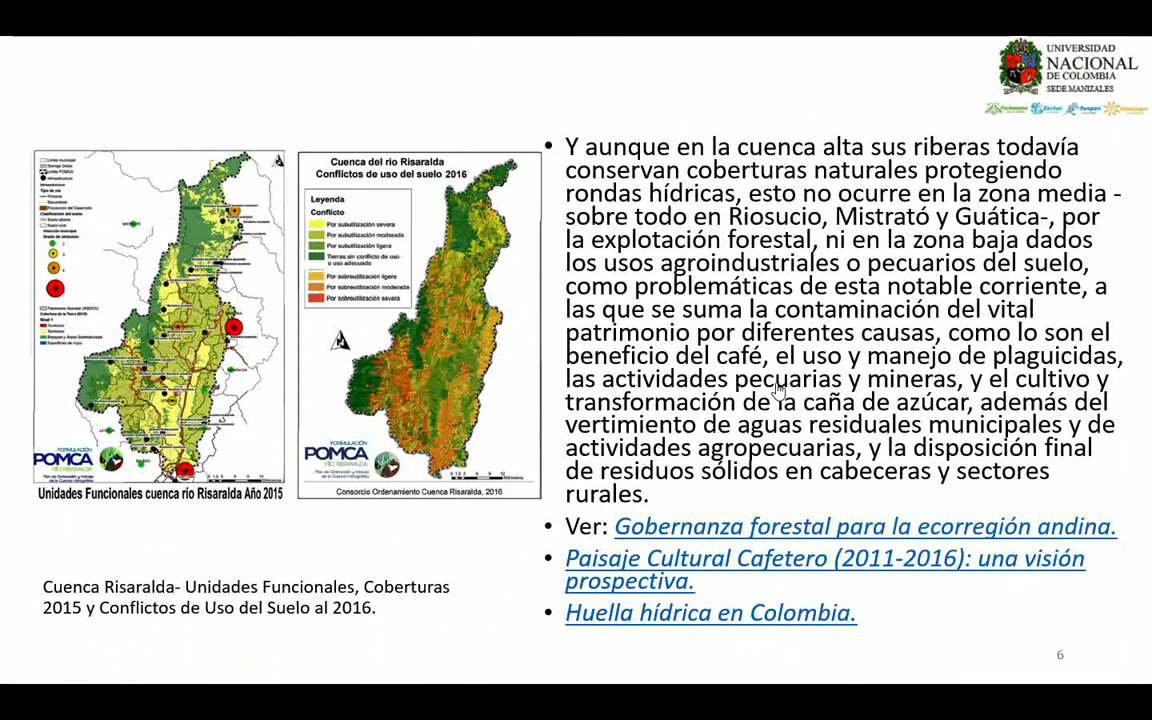 UNIVERSIDAD
NACIONAL
DE COLOMBIA
SEDE MANIZALES
Cuenca del río Risaralda
Conflictos de uso del suelo 2016
Leyenda
Conflicto
Por subutilización severa
Por subutilización moderada
Por subutilización ligera
Tierras sin conflicto de uso
o uso adecuado
Por sobreutilización ligera
Por sobreutilización moderada
Por sobreutilización severa
FORMULACIÓN
POMCA
RÍO RISARALDA
FORMULACIÓN
POMCA
RÍO RISARALDA
Unidades Funcionales cuenca río Risaralda Año 2015
Consorcio Ordenamiento Cuenca Risaralda, 2016
Cuenca Risaralda- Unidades Funcionales, Coberturas
2015 y Conflictos de Uso del Suelo al 2016.
• Y aunque en la cuenca alta sus riberas todavía
conservan coberturas naturales protegiendo
rondas hídricas, esto no ocurre en la zona media -
sobre todo en Riosucio, Mistrató y Guática-, por
la explotación forestal, ni en la zona baja dados
los usos agroindustriales o pecuarios del suelo,
como problemáticas de esta notable corriente, a
las que se suma la contaminación del vital
patrimonio por diferentes causas, como lo son el
beneficio del café, el uso y manejo de plaguicidas,
las actividades pecuarias y mineras, y el cultivo y
transformación de la caña de azúcar, además del
vertimiento de aguas residuales municipales y de
actividades agropecuarias, y la disposición final
de residuos sólidos en cabeceras y sectores
rurales.
• Ver: Gobernanza forestal para la ecorregión andina.
• Paisaje Cultural Cafetero (2011-2016): una visión
prospectiva.
• Huella hídrica en Colombia.
6